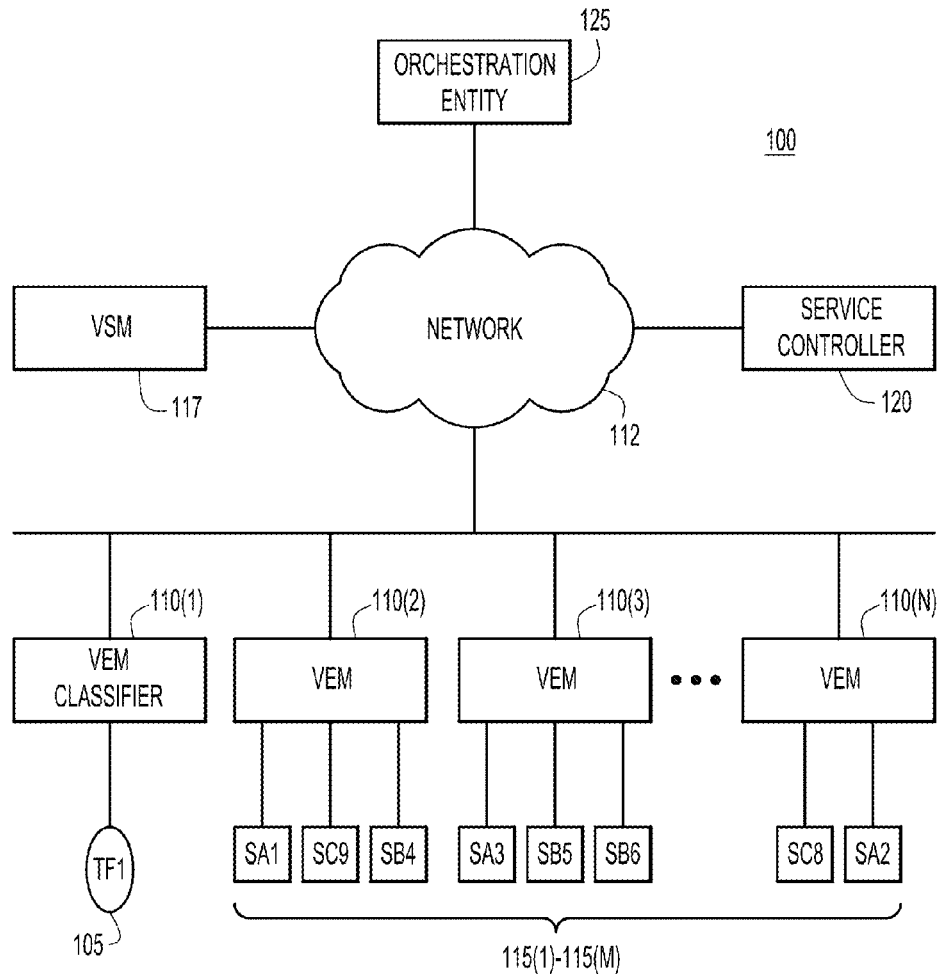 125
ORCHESTRATION
ENTITY
100
VSM
NETWORK
SERVICE
CONTROLLER
117
112
120
110(1)
110(2)
110(3)
110(N)
VEM
CLASSIFIER
VEM
VEM
VEM
TF1
SA1
SC9
SB4
SA3
SB5
SB6
SC8
SA2
105
115(1)-115(M)